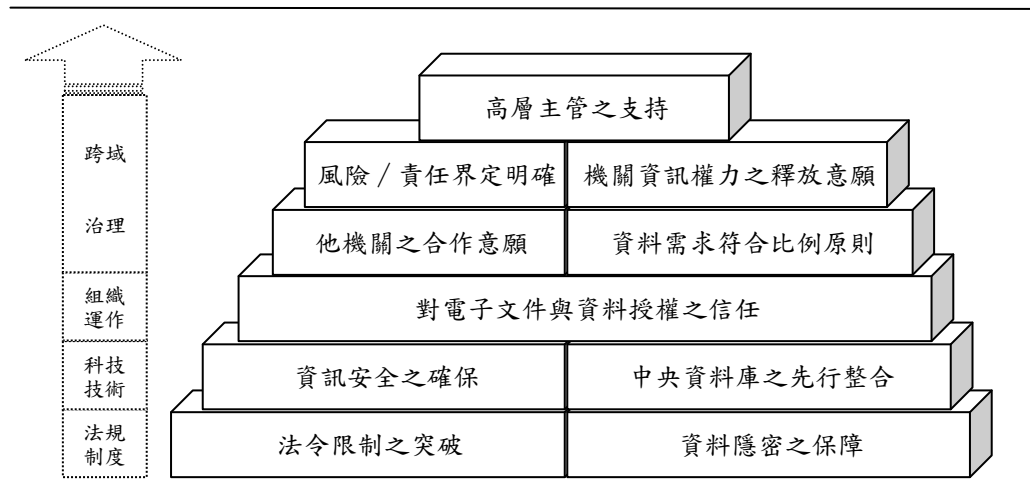 高層主管之支持
跨域
風險／責任界定明確
機關資訊權力之釋放意願
治理
他機關之合作意願
資料需求符合比例原則
組織
運作
對電子文件與資料授權之信任
科技
技術
資訊安全之確保
中央資料庫之先行整合
法規
制度
法令限制之突破
資料隱密之保障